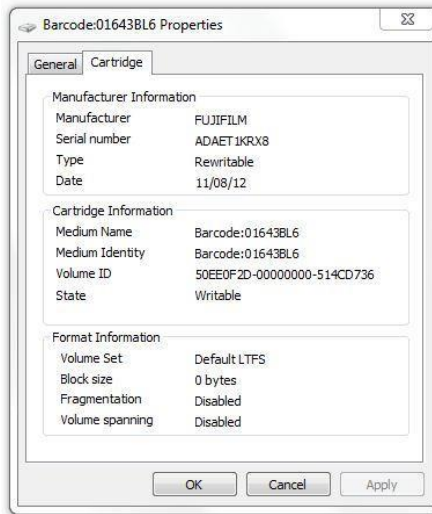 Barcode:01643BL6 Properties
General Cartridge
Manufacturer Information
Manufacturer FUJIFILM
Serial number ADAET1KRX8
Type Rewritable
Date 11/08/12
Cartridge Information
Medium Name Barcode:01643BL6
Medium Identity Barcode:01643BL6
Volume ID 50EE0F2D-00000000-514CD736
State Writable
Format Information
Volume Set Default LTFS
Block size 0 bytes
Fragmentation Disabled
Volume spanning Disabled
OK Cancel Apply